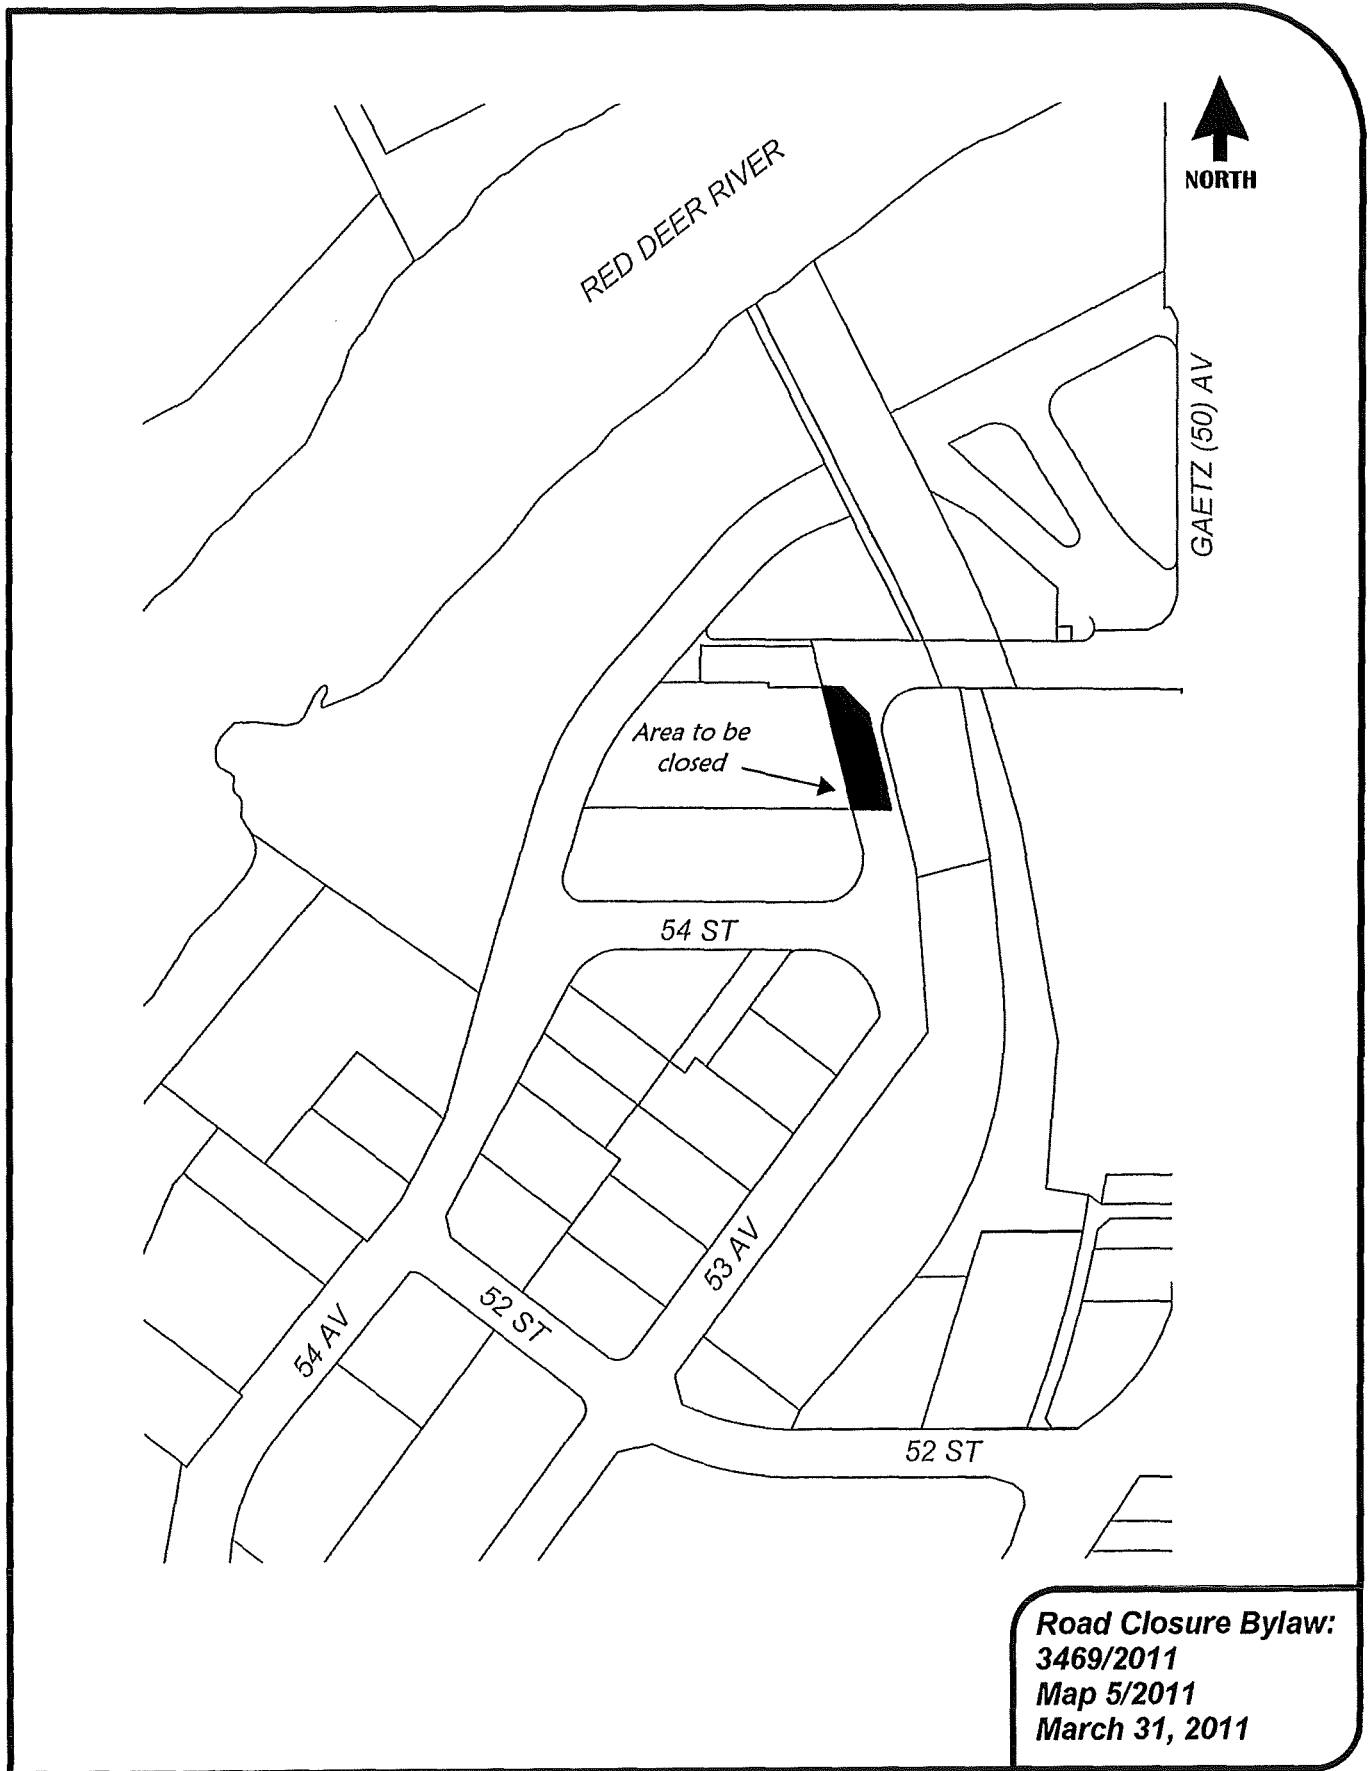 NORTH
RED DEER RIVER
GAETZ (50) AV
Area to be
closed
54 ST
53 AV
52 ST
54 AV
52 ST
Road Closure Bylaw:
3469/2011
Map 5/2011
March 31, 2011